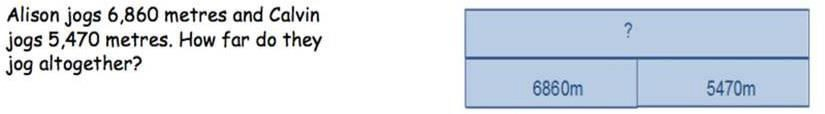 Alison jogs 6,860 metres and Calvin
jogs 5,470 metres. How far do they
jog altogether?
?
6860m 5470m